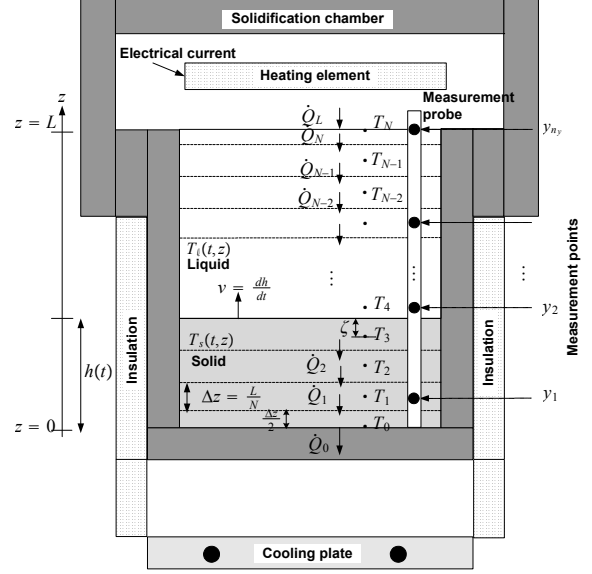 Solidification chamber
Electrical current
Heating element
z
Measurement
probe
z = L
Q̇_L
T_N
y_{n_y}
Q̇_N
Q̇_{N−1}
T_{N−1}
Q̇_{N−2}
T_{N−2}
T_ℓ(t,z)
Liquid
⋮
⋮
⋮
v = dh/dt
T_4
y_2
ζ
T_3
T_s(t,z)
Solid
Q̇_2
T_2
h(t)
Δz = L/N
Q̇_1
T_1
y_1
Δz/2
T_0
z = 0
Q̇_0
Insulation
Insulation
Measurement points
Cooling plate